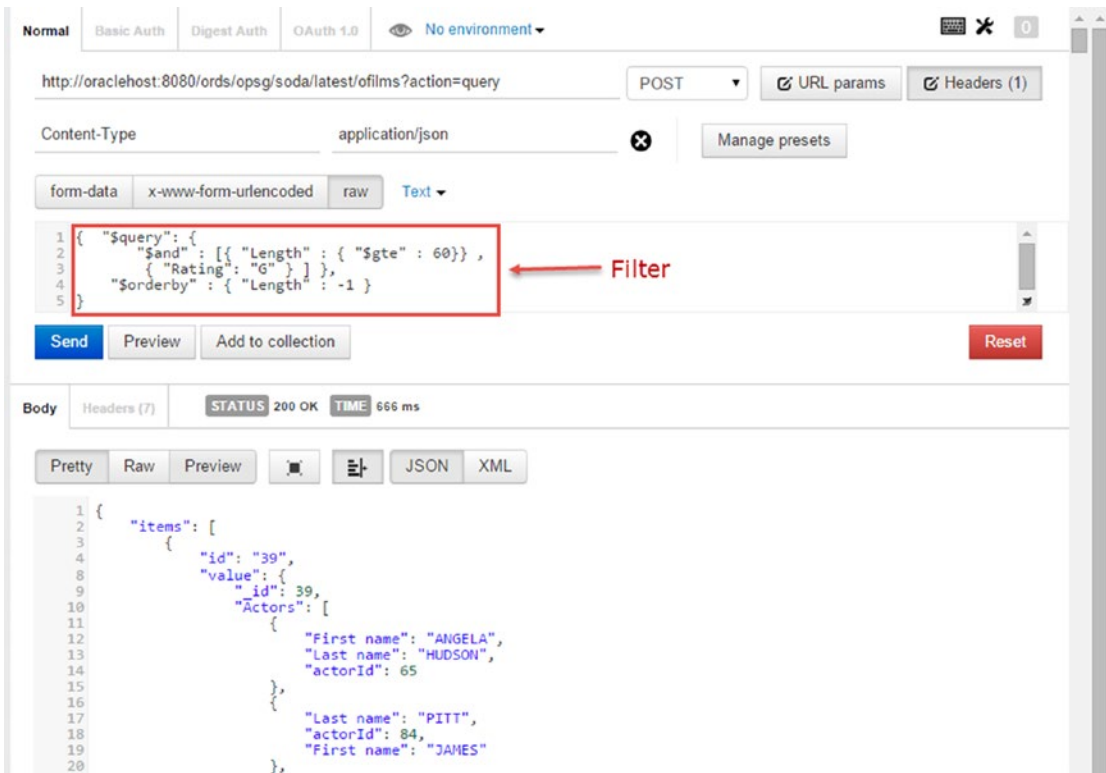 Normal Basic Auth Digest Auth OAuth 1.0 No environment 0
http://oraclehost:8080/ords/opsg/soda/latest/ofilms?action=query POST URL params Headers (1)
Content-Type application/json Manage presets
form-data x-www-form-urlencoded raw Text
1 { "$query": {
2 "$and" : [{ "Length" : { "$gte" : 60}} ,
3 { "Rating": "G" } ] },
4 "$orderby" : { "Length" : -1 }
5 }
Filter
Send Preview Add to collection Reset
Body Headers (7) STATUS 200 OK TIME 666 ms
Pretty Raw Preview JSON XML
1 {
2 "items": [
3 {
4 "id": "39",
8 "value": {
9 "_id": 39,
10 "Actors": [
11 {
12 "First name": "ANGELA",
13 "Last name": "HUDSON",
14 "actorId": 65
15 },
16 {
17 "Last name": "PITT",
18 "actorId": 84,
19 "First name": "JAMES"
20 },